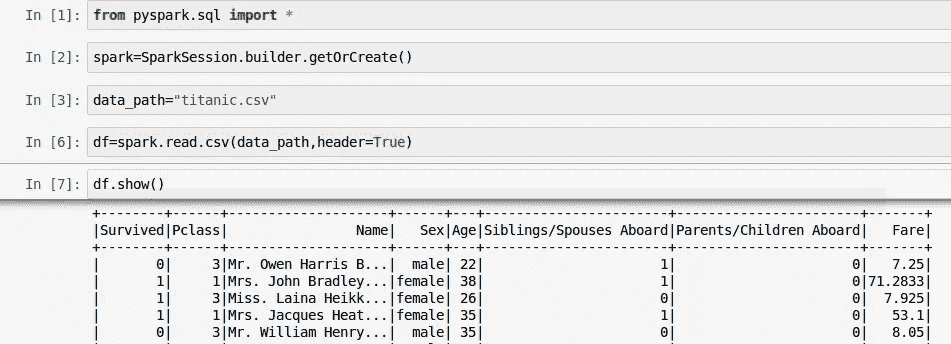 In [1]: from pyspark.sql import *
In [2]: spark=SparkSession.builder.getOrCreate()
In [3]: data_path="titanic.csv"
In [6]: df=spark.read.csv(data_path,header=True)
In [7]: df.show()
+--------+------+--------------------+------+---+-----------------------+-----------------------+-------+
|Survived|Pclass|                Name|   Sex|Age|Siblings/Spouses Aboard|Parents/Children Aboard|   Fare|
+--------+------+--------------------+------+---+-----------------------+-----------------------+-------+
|       0|     3|Mr. Owen Harris B...|  male| 22|                      1|                      0|   7.25|
|       1|     1|Mrs. John Bradley...|female| 38|                      1|                      0|71.2833|
|       1|     3|Miss. Laina Heikk...|female| 26|                      0|                      0|  7.925|
|       1|     1|Mrs. Jacques Heat...|female| 35|                      1|                      0|   53.1|
|       0|     3|Mr. William Henry...|  male| 35|                      0|                      0|   8.05|